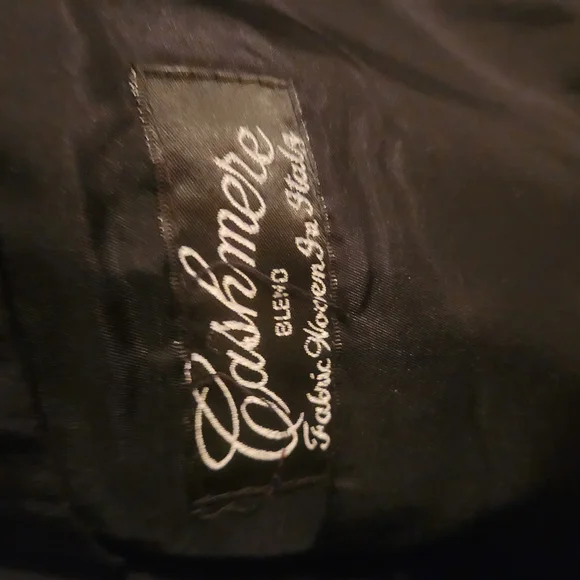 Cashmere
BLEND
Fabric Woven In Italy